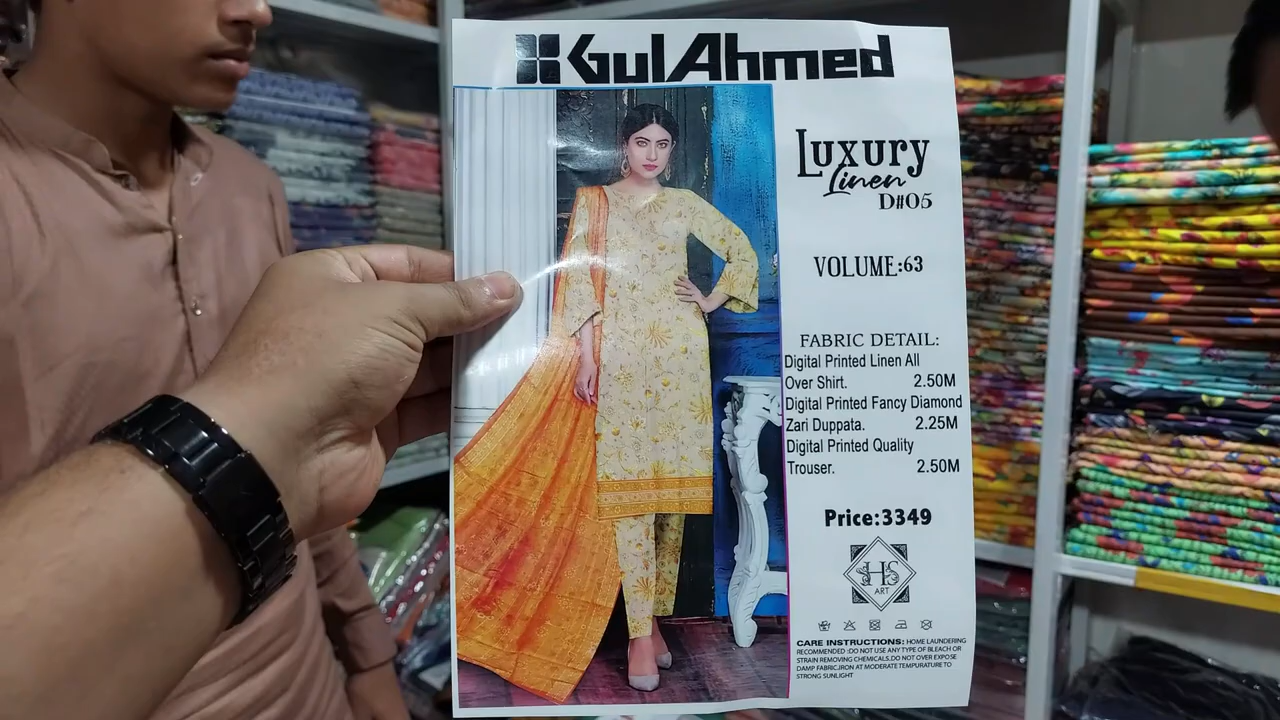 GulAhmed
Luxury
Linen
D#05
VOLUME:63
FABRIC DETAIL:
Digital Printed Linen All
Over Shirt. 2.50M
Digital Printed Fancy Diamond
Zari Duppata. 2.25M
Digital Printed Quality
Trouser. 2.50M
Price:3349
HS
ART
CARE INSTRUCTIONS: HOME LAUNDERING
RECOMMENDED :DO NOT USE ANY TYPE OF BLEACH OR
STRAIN REMOVING CHEMICALS.DO NOT OVER EXPOSE
DAMP FABRIC.IRON AT MODERATE TEMPURATURE TO
STRONG SUNLIGHT